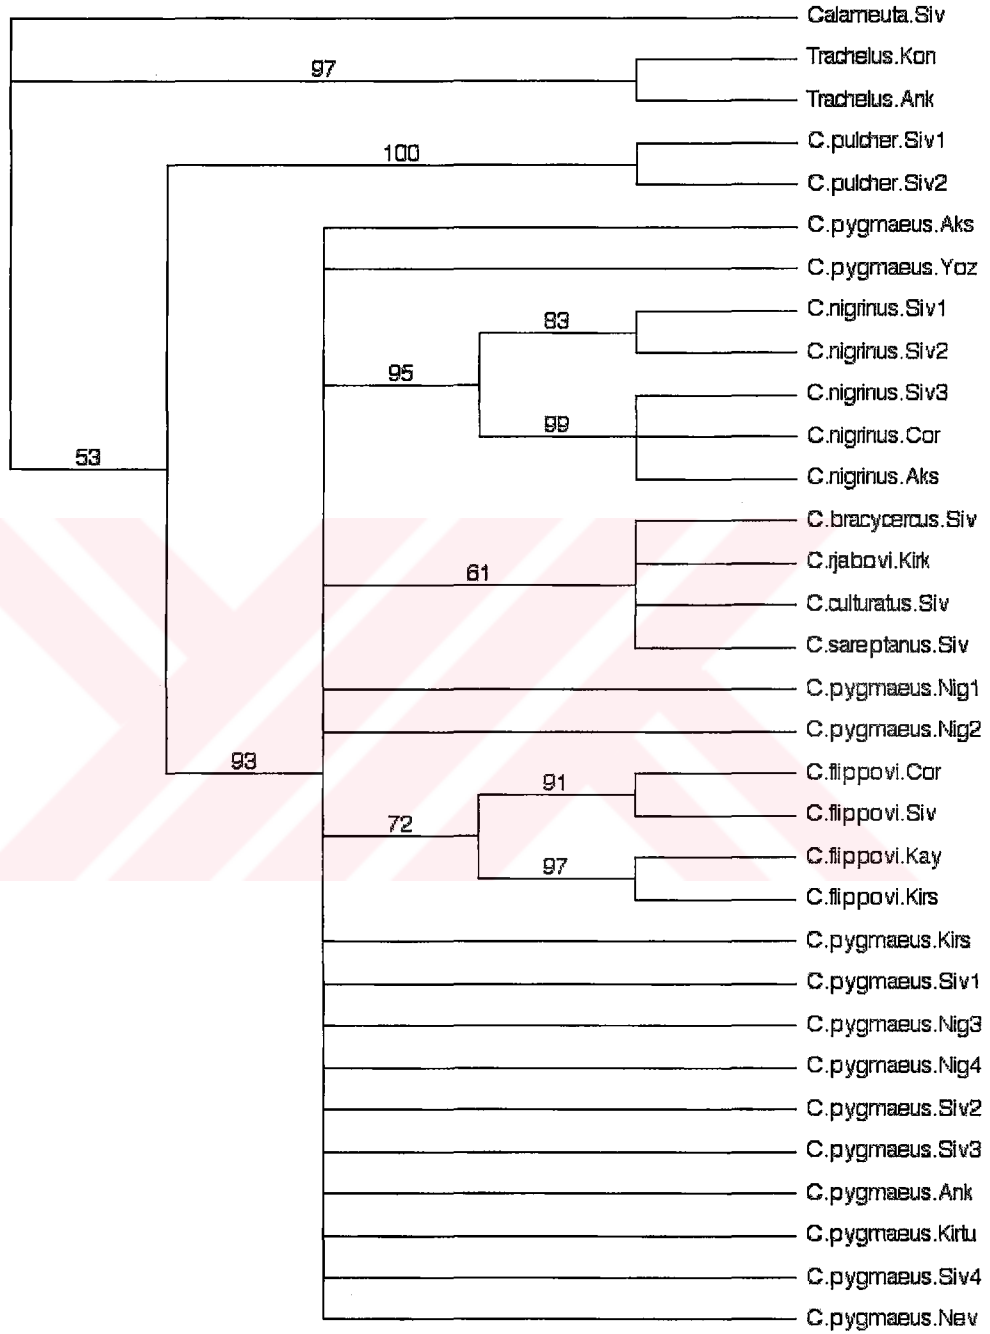 Calameuta.Siv
97
Trachelus.Kon
Trachelus.Ank
100
C.pulcher.Siv1
C.pulcher.Siv2
C.pygmaeus.Aks
C.pygmaeus.Yoz
83
C.nigrinus.Siv1
C.nigrinus.Siv2
95
C.nigrinus.Siv3
99
C.nigrinus.Cor
53
C.nigrinus.Aks
C.bracycercus.Siv
61
C.rjabovi.Kirk
C.culturatus.Siv
C.sareptanus.Siv
C.pygmaeus.Nig1
C.pygmaeus.Nig2
93
C.flippovi.Cor
91
C.flippovi.Siv
72
C.flippovi.Kay
97
C.flippovi.Kirs
C.pygmaeus.Kirs
C.pygmaeus.Siv1
C.pygmaeus.Nig3
C.pygmaeus.Nig4
C.pygmaeus.Siv2
C.pygmaeus.Siv3
C.pygmaeus.Ank
C.pygmaeus.Kirtu
C.pygmaeus.Siv4
C.pygmaeus.Nev